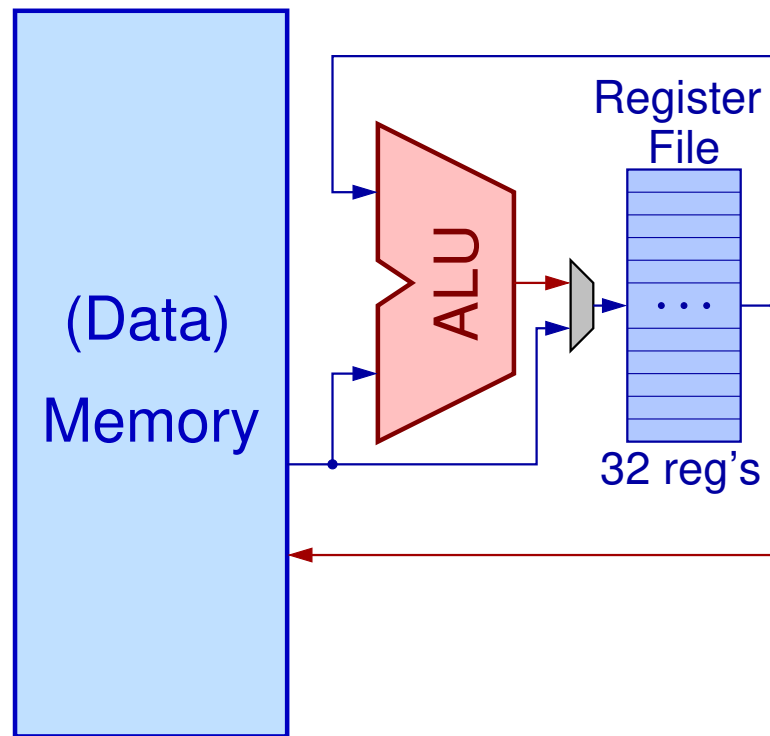 (Data)
Memory
ALU
Register
File
. . .
32 reg's